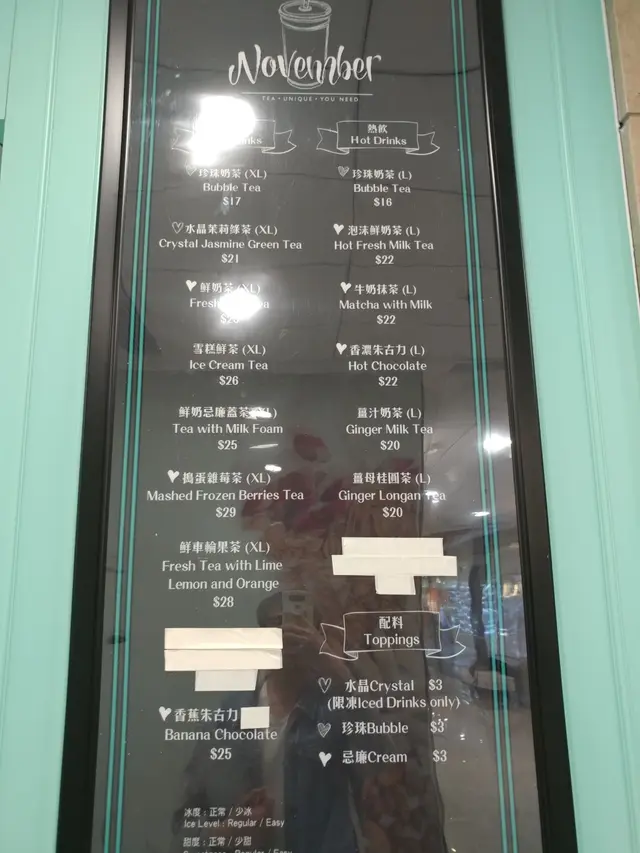 November
TEA · UNIQUE · YOU NEED
珍珠奶茶 (XL)
Bubble Tea
$17
水晶茉莉綠茶 (XL)
Crystal Jasmine Green Tea
$21
鮮奶茶 (XL)
雪糕鮮茶 (XL)
Ice Cream Tea
$26
鮮奶忌廉蓋茶
Tea with Milk Foam
$25
搗蛋雜莓茶 (XL)
Mashed Frozen Berries Tea
$29
鮮車輪果茶 (XL)
Fresh Tea with Lime
Lemon and Orange
$28
香蕉朱古力
Banana Chocolate
$25
冰度：正常 / 少冰
Ice Level : Regular / Easy
甜度：正常 / 少甜
熱飲
Hot Drinks
珍珠奶茶 (L)
Bubble Tea
$16
泡沫鮮奶茶 (L)
Hot Fresh Milk Tea
$22
牛奶抹茶 (L)
Matcha with Milk
$22
香濃朱古力 (L)
Hot Chocolate
$22
薑汁奶茶 (L)
Ginger Milk Tea
$20
薑母桂圓茶 (L)
Ginger Longan Tea
$20
配料
Toppings
水晶Crystal $3
(限凍Iced Drinks only)
珍珠Bubble $3
忌廉Cream $3